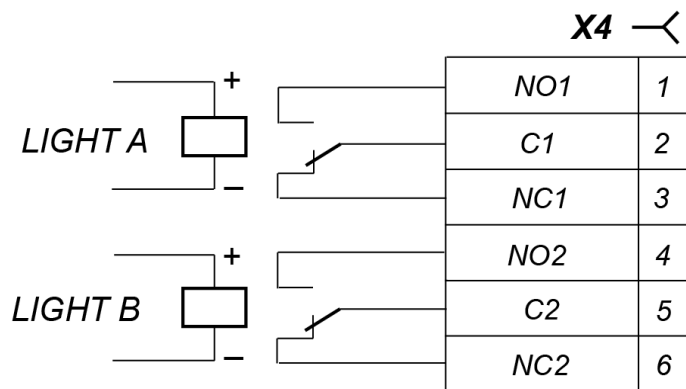 X4
+
NO1 1
LIGHT A
C1 2
–
NC1 3
+
NO2 4
LIGHT B
C2 5
–
NC2 6